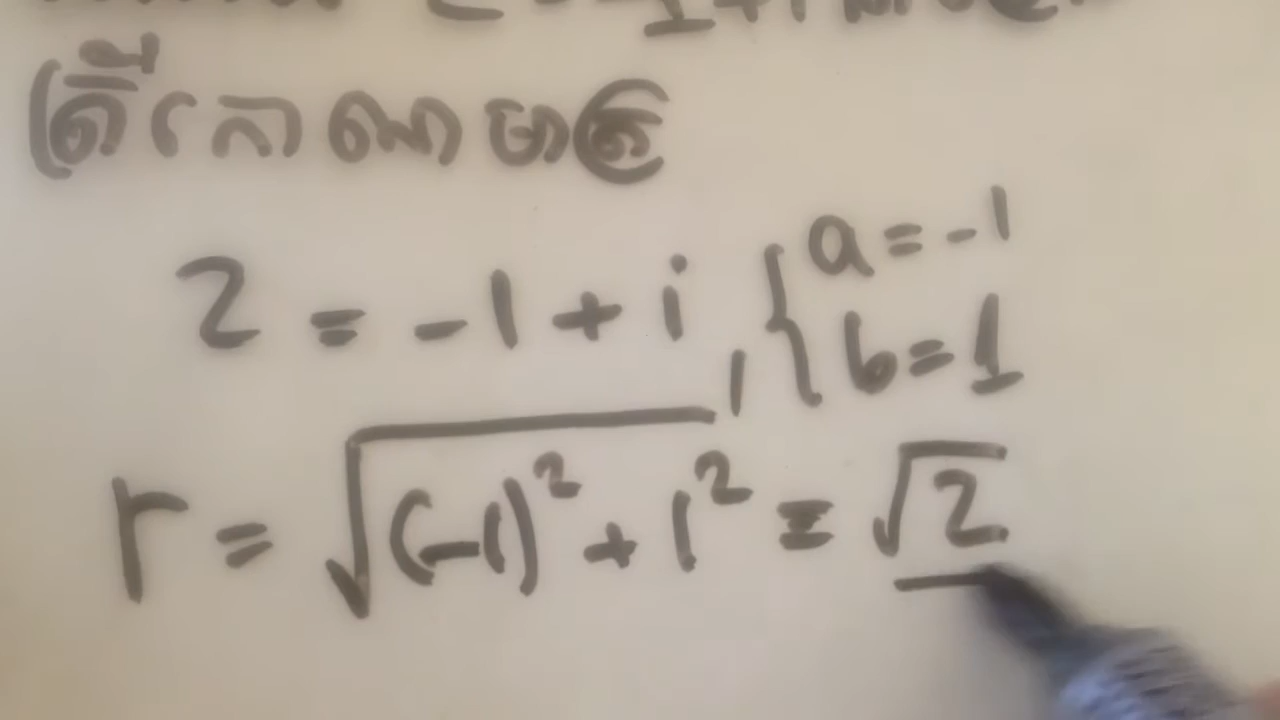 ត្រីកោណមាត្រ
Z = -1 + i , { a = -1
b = 1
r = √((-1)² + 1²) = √2